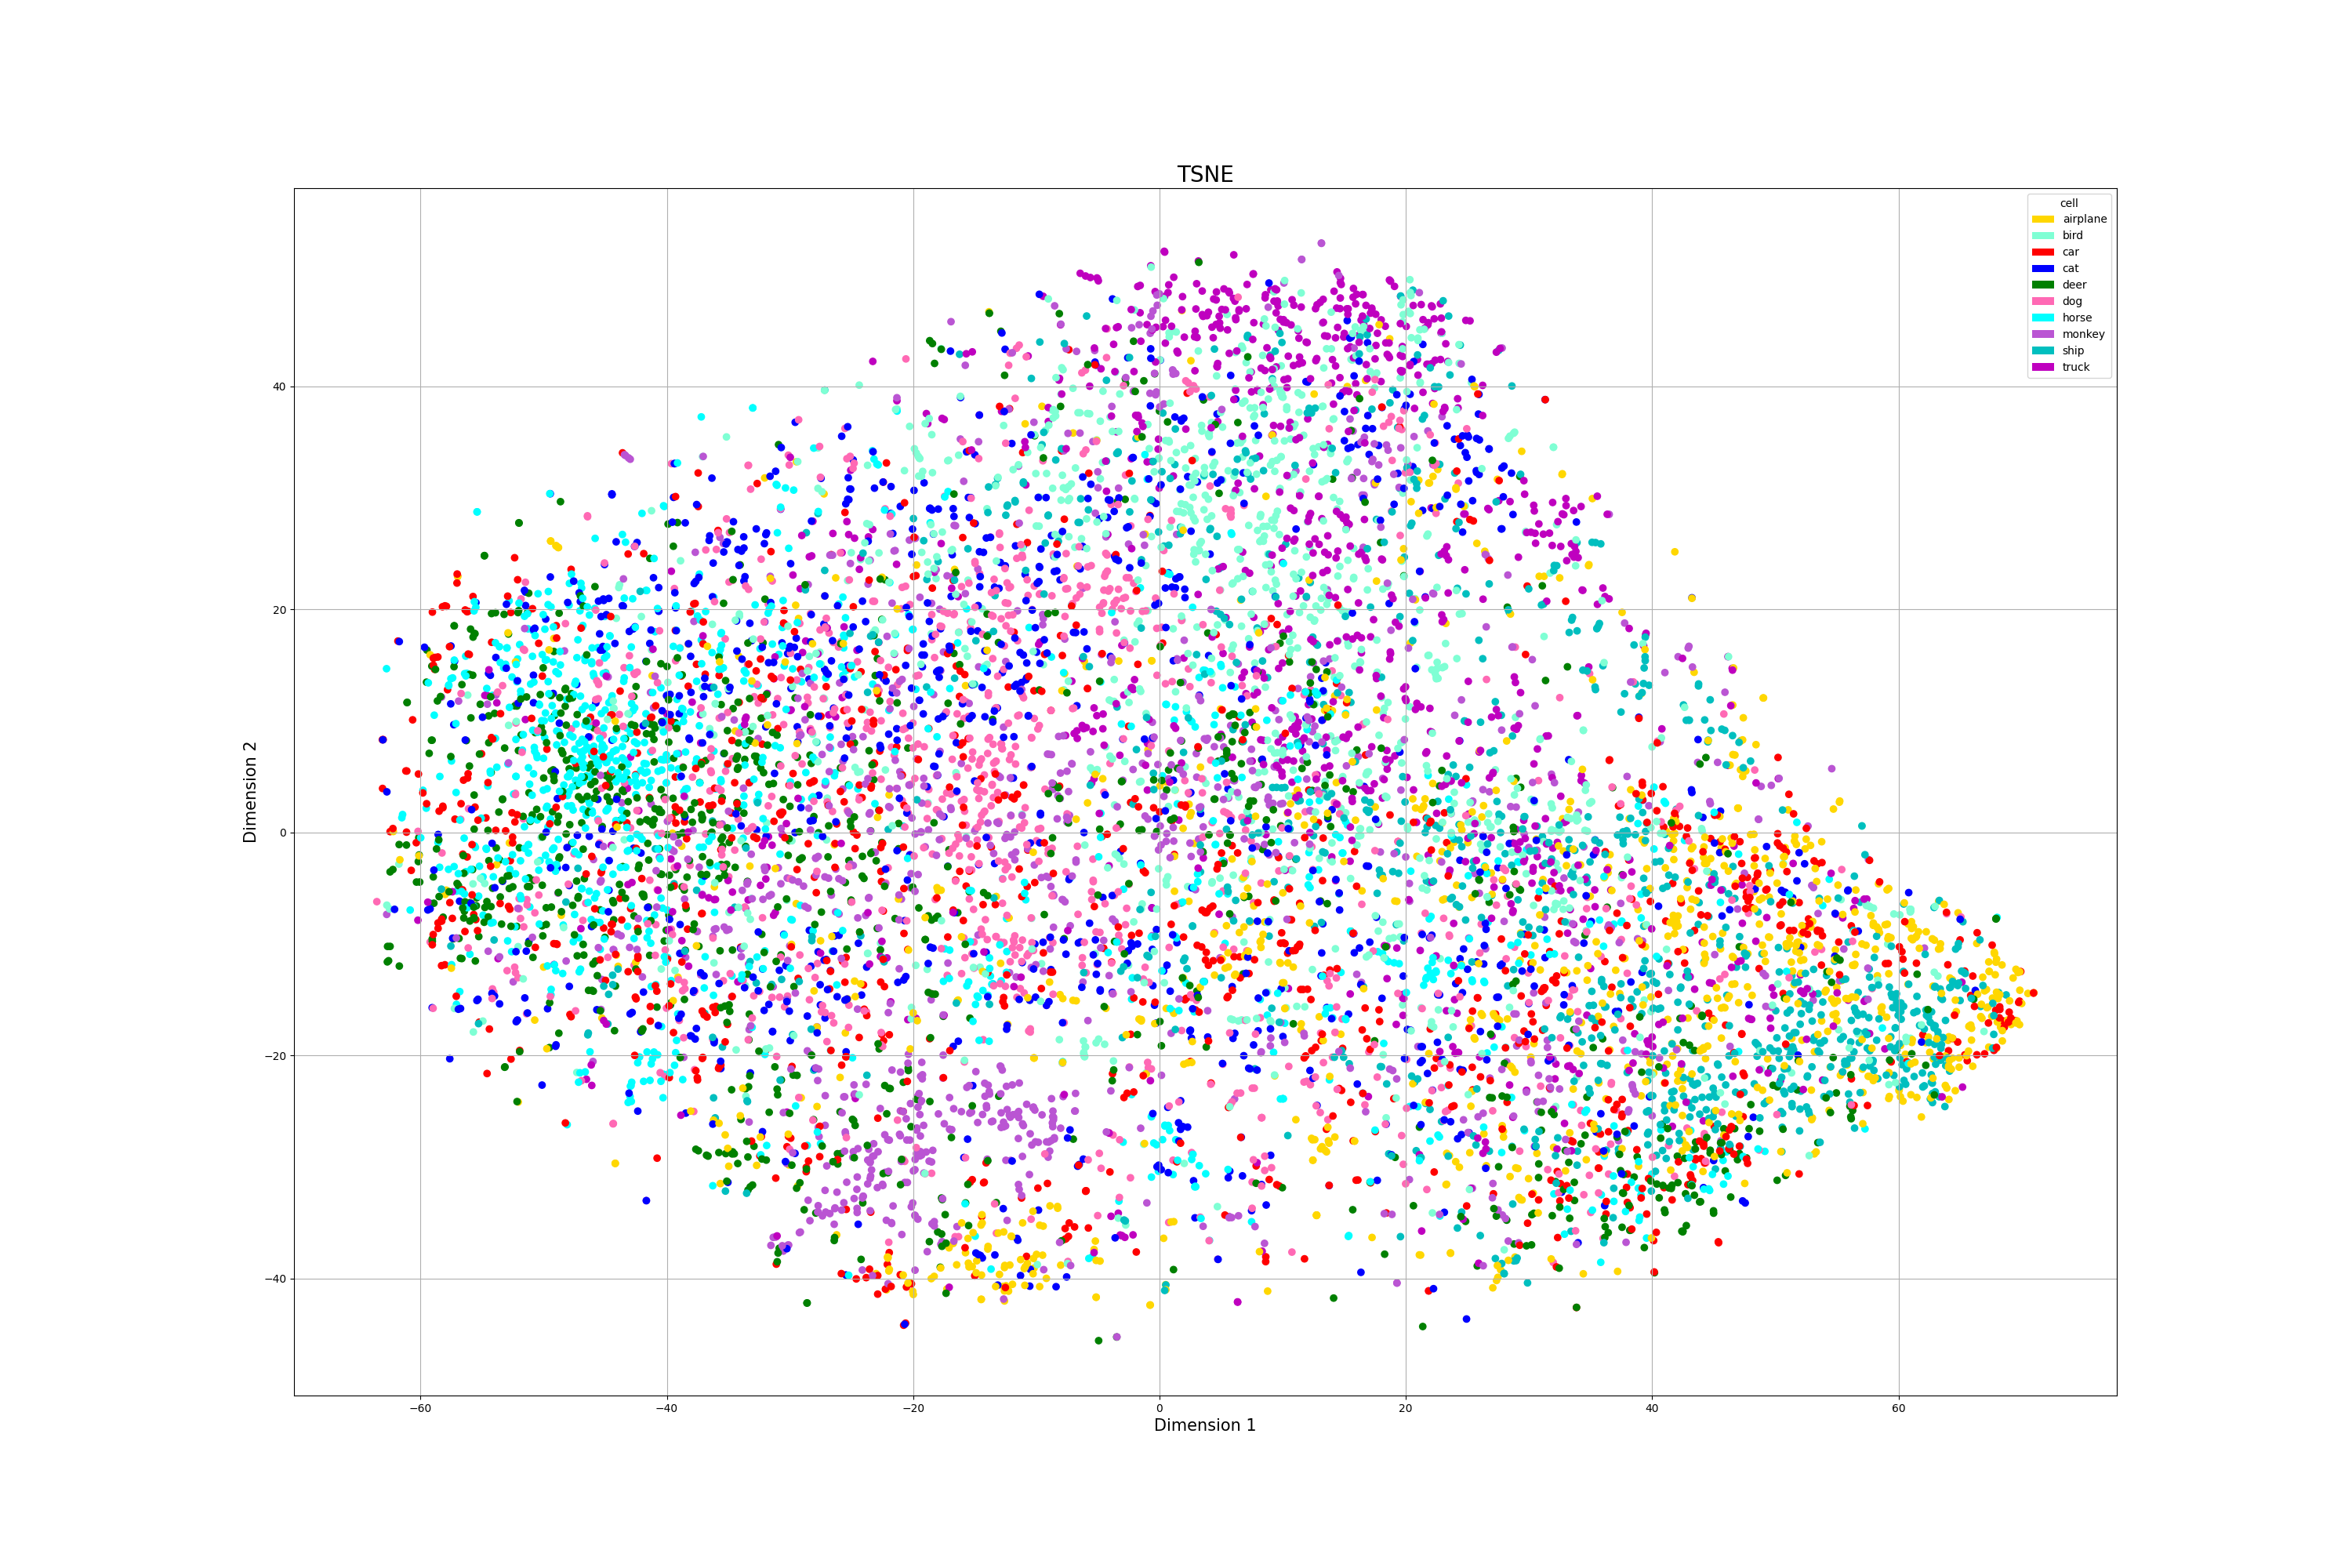 TSNE
cell
airplane
bird
car
cat
deer
dog
horse
monkey
ship
truck
40
20
0
−20
−40
Dimension 2
−60 −40 −20 0 20 40 60
Dimension 1